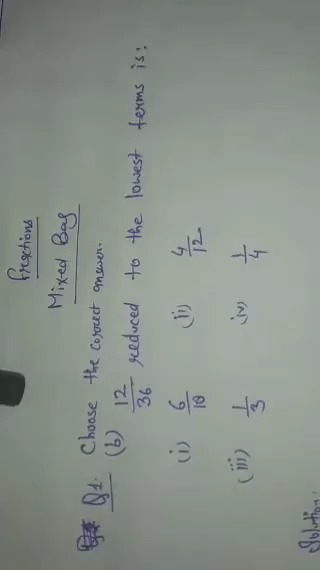 Fractions
Mixed Bag
Q1. Choose the correct answer.
(b) 12/36 reduced to the lowest terms is:
(i) 6/18 (ii) 4/12
(iii) 1/3 (iv) 1/4
Solution: